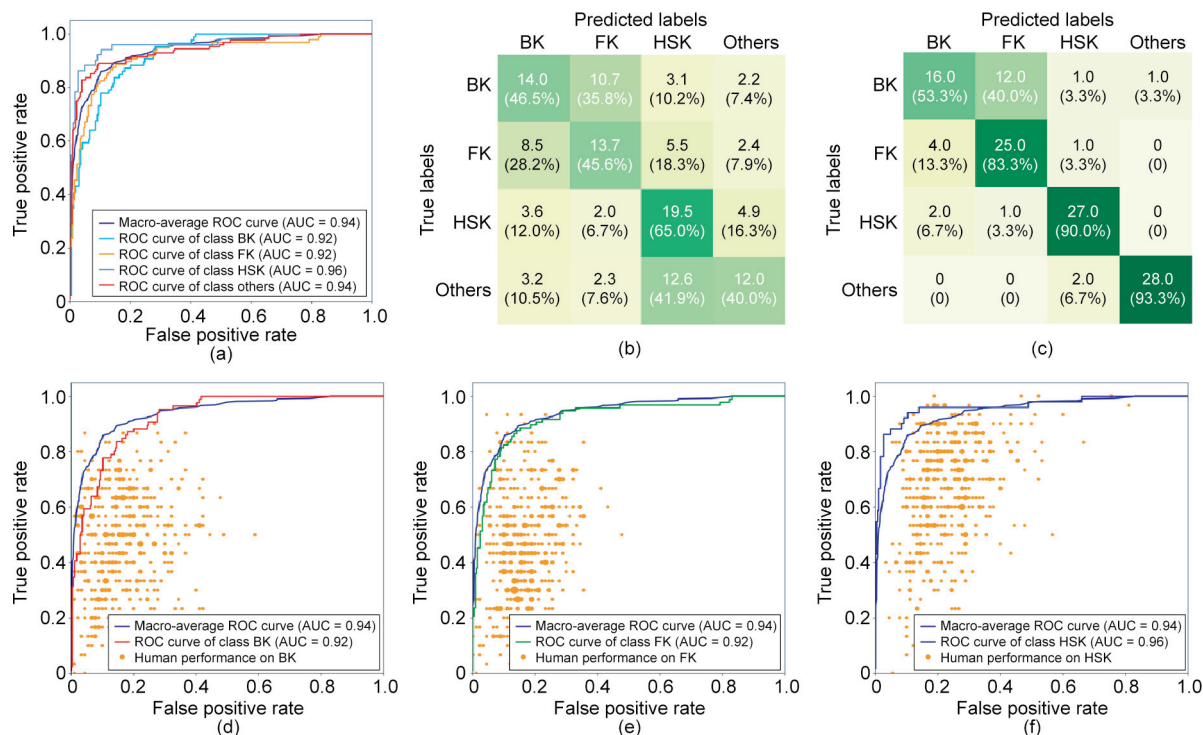 1.0
0.8
0.6
0.4
0.2
0
True positive rate
Macro-average ROC curve (AUC = 0.94)
ROC curve of class BK (AUC = 0.92)
ROC curve of class FK (AUC = 0.92)
ROC curve of class HSK (AUC = 0.96)
ROC curve of class others (AUC = 0.94)
0 0.2 0.4 0.6 0.8 1.0
False positive rate
(a)
Predicted labels
BK FK HSK Others
True labels
BK
14.0 10.7 3.1 2.2
(46.5%) (35.8%) (10.2%) (7.4%)
FK
8.5 13.7 5.5 2.4
(28.2%) (45.6%) (18.3%) (7.9%)
HSK
3.6 2.0 19.5 4.9
(12.0%) (6.7%) (65.0%) (16.3%)
Others
3.2 2.3 12.6 12.0
(10.5%) (7.6%) (41.9%) (40.0%)
(b)
Predicted labels
BK FK HSK Others
True labels
BK
16.0 12.0 1.0 1.0
(53.3%) (40.0%) (3.3%) (3.3%)
FK
4.0 25.0 1.0 0
(13.3%) (83.3%) (3.3%) (0)
HSK
2.0 1.0 27.0 0
(6.7%) (3.3%) (90.0%) (0)
Others
0 0 2.0 28.0
(0) (0) (6.7%) (93.3%)
(c)
1.0
0.8
0.6
0.4
0.2
0
True positive rate
Macro-average ROC curve (AUC = 0.94)
ROC curve of class BK (AUC = 0.92)
Human performance on BK
0 0.2 0.4 0.6 0.8 1.0
False positive rate
(d)
1.0
0.8
0.6
0.4
0.2
0
True positive rate
Macro-average ROC curve (AUC = 0.94)
ROC curve of class FK (AUC = 0.92)
Human performance on FK
0 0.2 0.4 0.6 0.8 1.0
False positive rate
(e)
1.0
0.8
0.6
0.4
0.2
0
True positive rate
Macro-average ROC curve (AUC = 0.94)
ROC curve of class HSK (AUC = 0.96)
Human performance on HSK
0 0.2 0.4 0.6 0.8 1.0
False positive rate
(f)